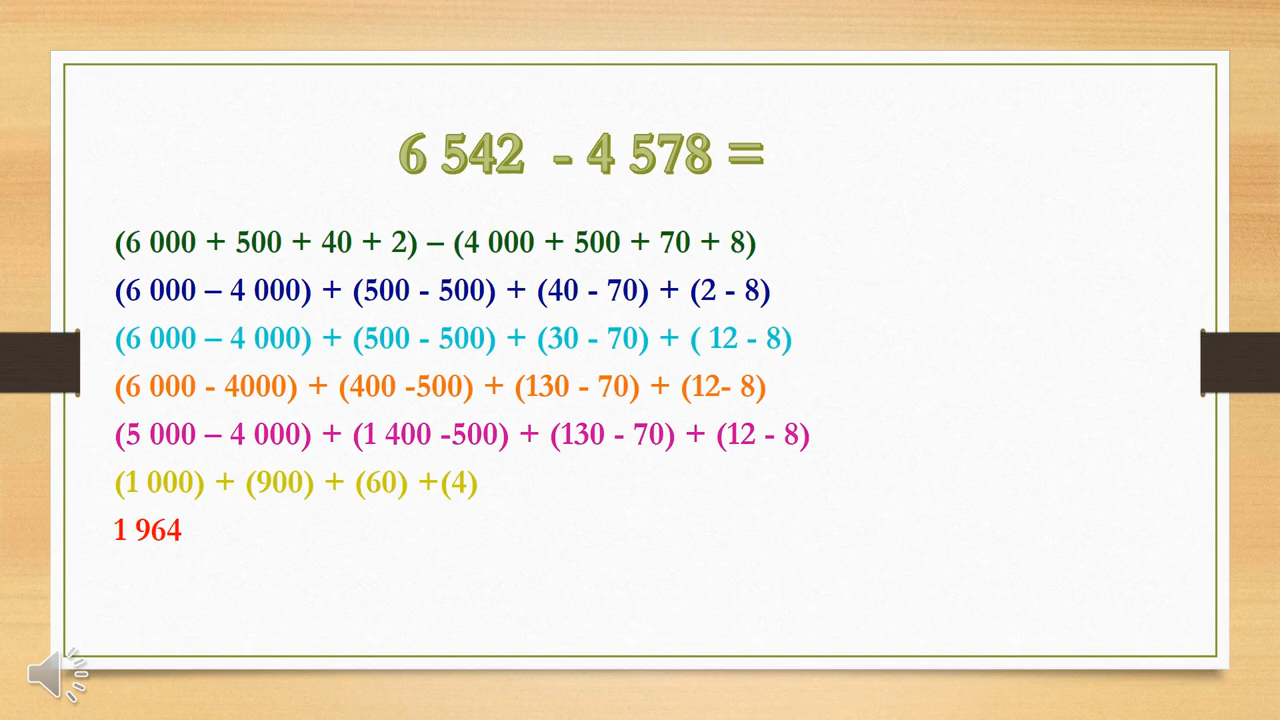 6 542 - 4 578 =
(6 000 + 500 + 40 + 2) – (4 000 + 500 + 70 + 8)
(6 000 – 4 000) + (500 - 500) + (40 - 70) + (2 - 8)
(6 000 – 4 000) + (500 - 500) + (30 - 70) + ( 12 - 8)
(6 000 - 4000) + (400 -500) + (130 - 70) + (12- 8)
(5 000 – 4 000) + (1 400 -500) + (130 - 70) + (12 - 8)
(1 000) + (900) + (60) +(4)
1 964